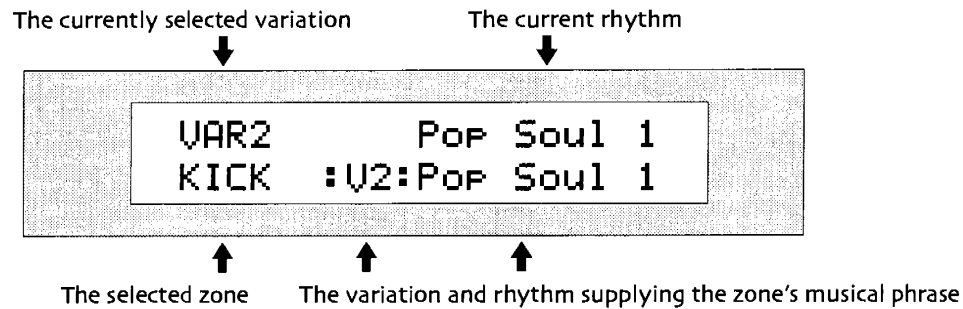 The currently selected variation The current rhythm
VAR2 Pop Soul 1
KICK :V2:Pop Soul 1
The selected zone The variation and rhythm supplying the zone's musical phrase